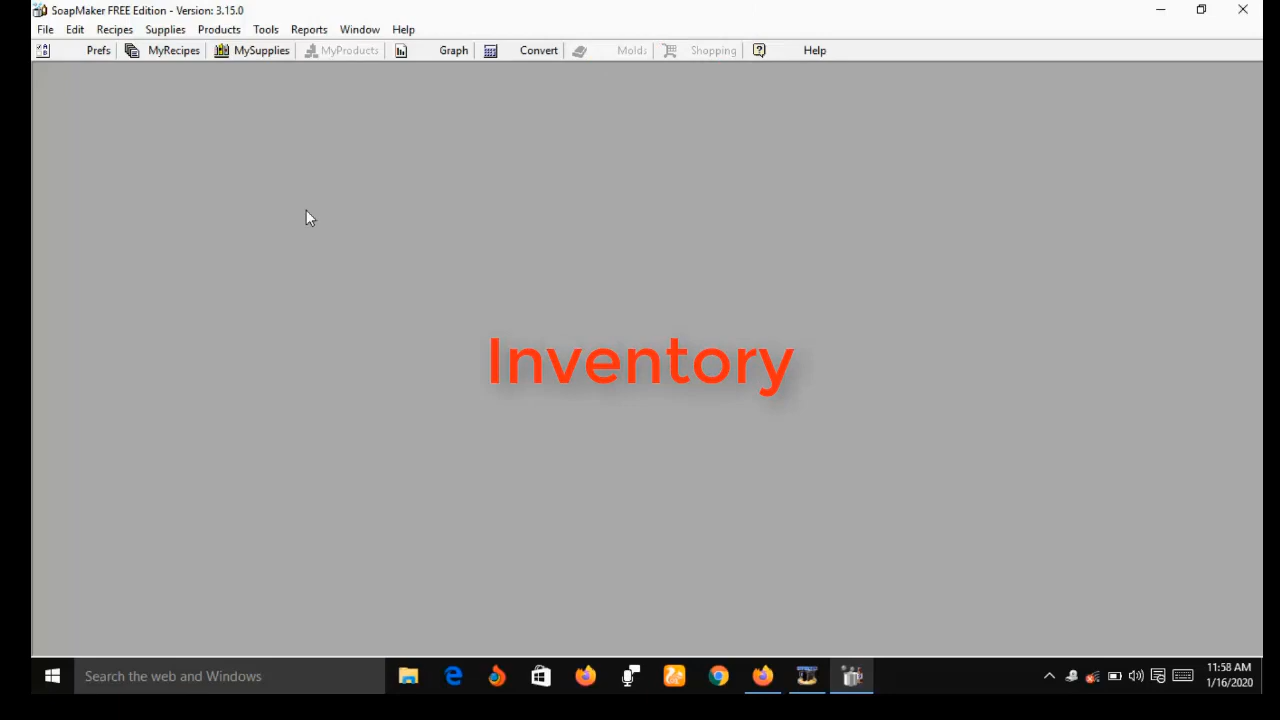 SoapMaker FREE Edition - Version: 3.15.0
File Edit Recipes Supplies Products Tools Reports Window Help
Prefs MyRecipes MySupplies MyProducts Graph Convert Molds Shopping Help
Inventory
Search the web and Windows
11:58 AM
1/16/2020